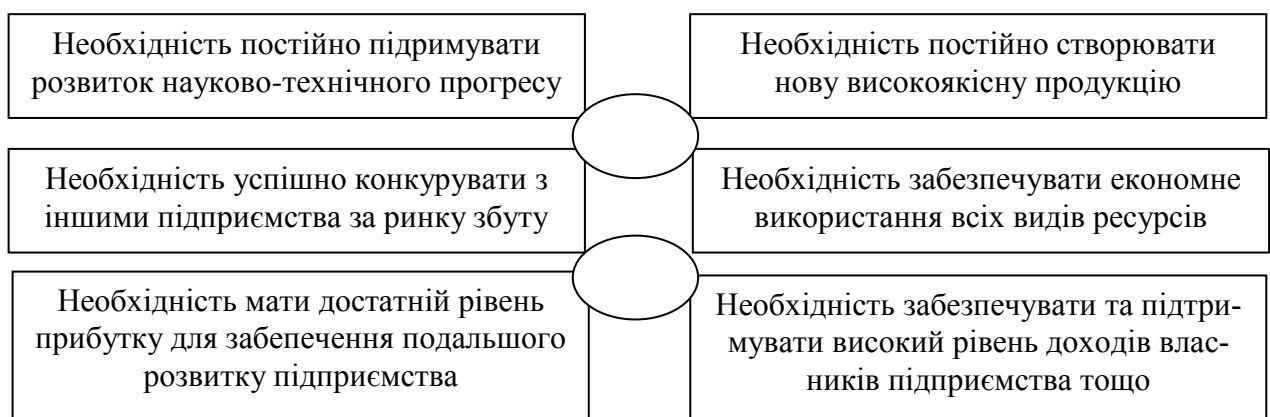 Необхідність постійно підримувати
розвиток науково-технічного прогресу
Необхідність постійно створювати
нову високоякісну продукцію
Необхідність успішно конкурувати з
іншими підприємства за ринку збуту
Необхідність забезпечувати економне
використання всіх видів ресурсів
Необхідність мати достатній рівень
прибутку для забепечення подальшого
розвитку підприємства
Необхідність забезпечувати та підтри-
мувати високий рівень доходів влас-
ників підприємства тощо